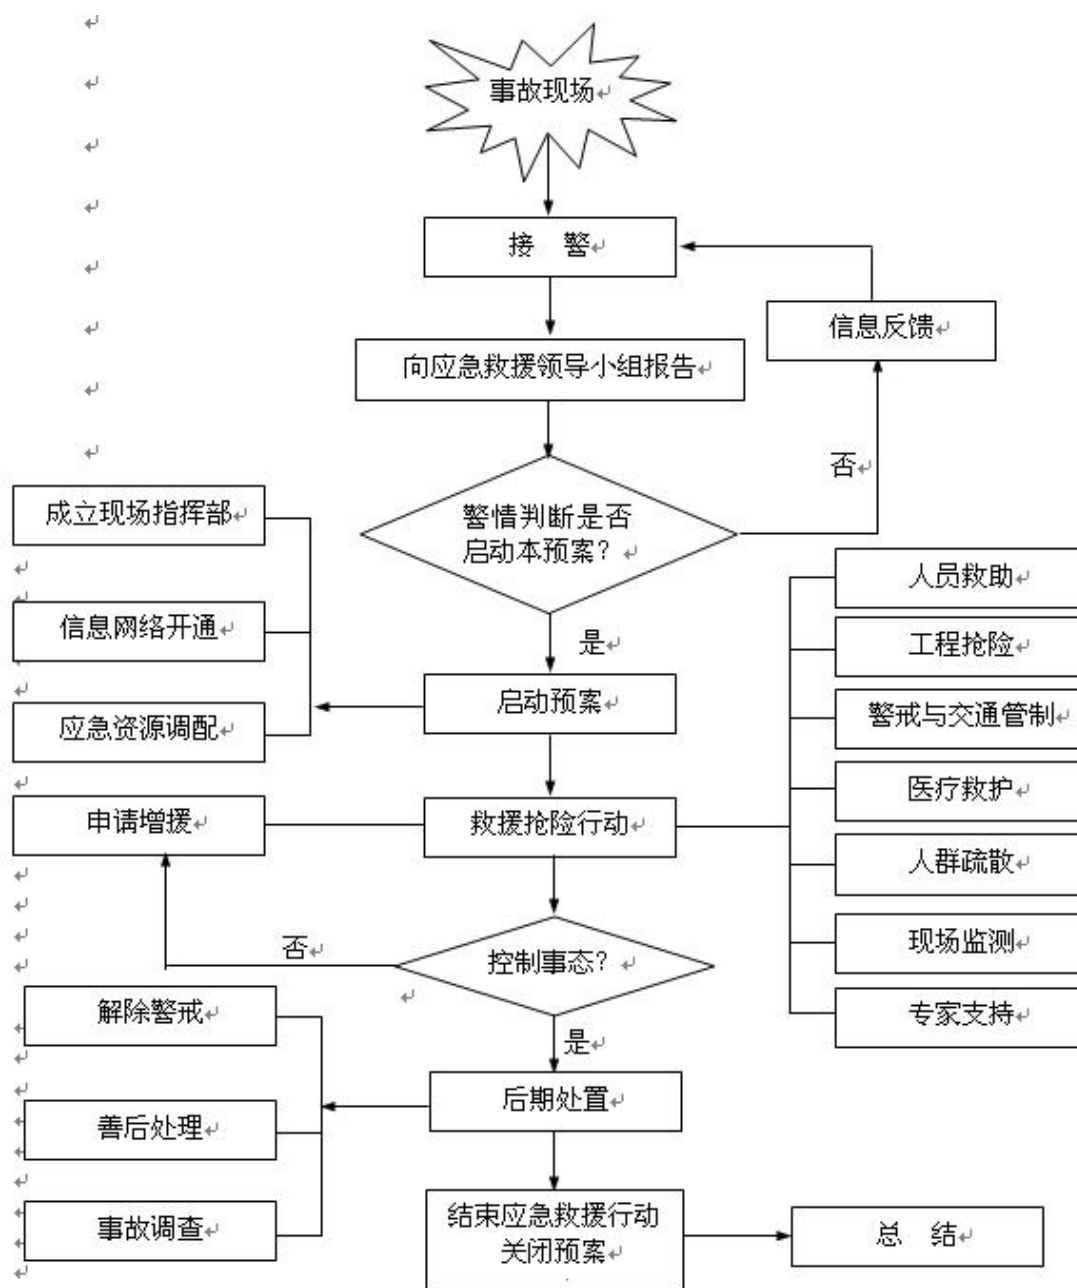 事故现场
接 警
信息反馈
向应急救援领导小组报告
否
成立现场指挥部
警情判断是否
启动本预案?
人员救助
信息网络开通
是
工程抢险
启动预案
警戒与交通管制
应急资源调配
医疗救护
申请增援
救援抢险行动
人群疏散
否
控制事态?
现场监测
解除警戒
专家支持
是
后期处置
善后处理
结束应急救援行动
关闭预案
事故调查
总 结